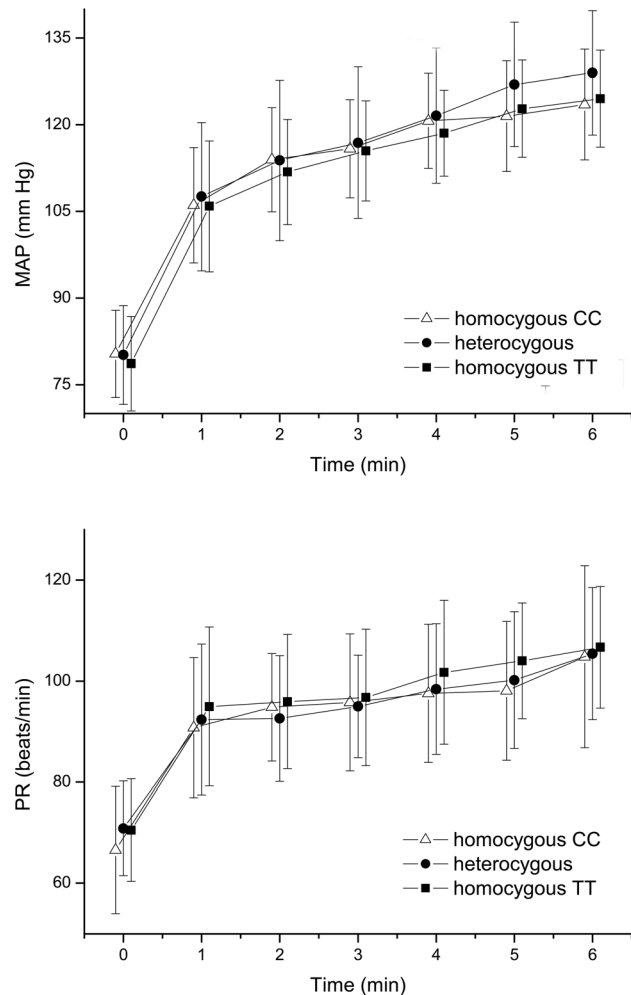 135
120
105
90
75
MAP (mm Hg)
homocygous CC
heterocygous
homocygous TT
0 1 2 3 4 5 6
Time (min)
120
100
80
60
PR (beats/min)
homocygous CC
heterocygous
homocygous TT
0 1 2 3 4 5 6
Time (min)